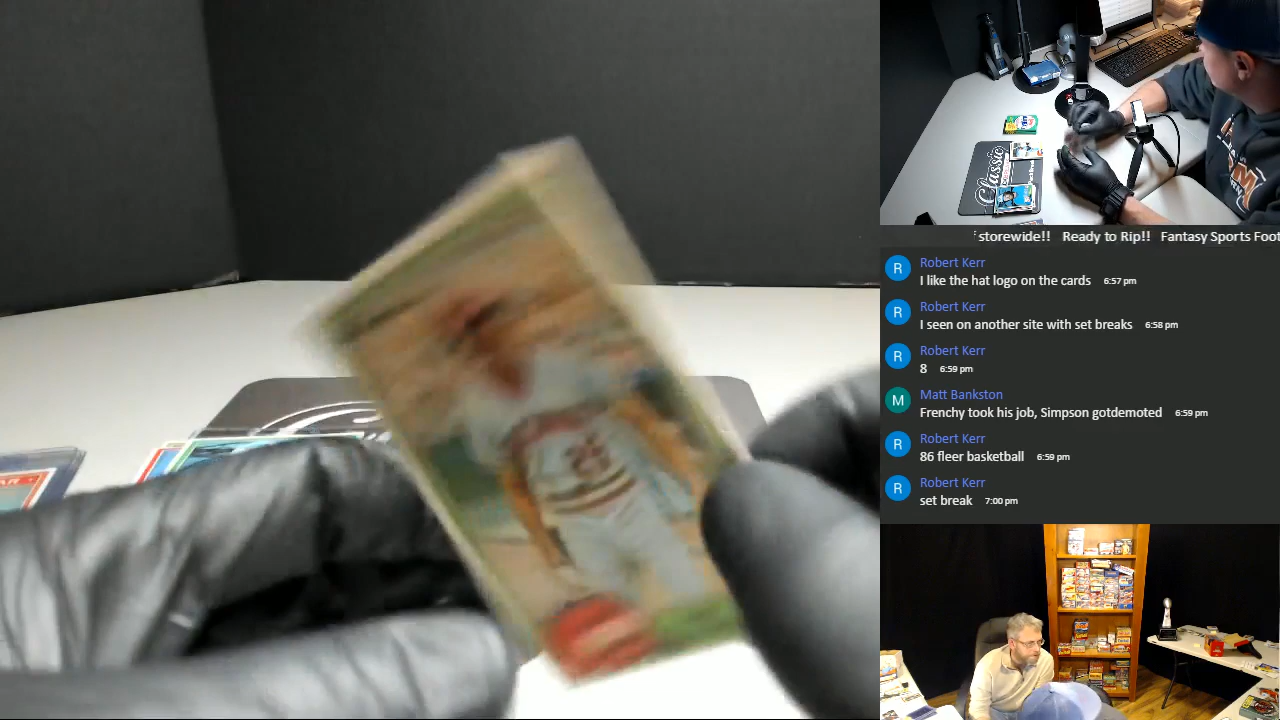 ' storewide!! Ready to Rip!! Fantasy Sports Foot
R Robert Kerr
I like the hat logo on the cards 6:57 pm
R Robert Kerr
I seen on another site with set breaks 6:58 pm
R Robert Kerr
8 6:59 pm
M Matt Bankston
Frenchy took his job, Simpson gotdemoted 6:59 pm
R Robert Kerr
86 fleer basketball 6:59 pm
R Robert Kerr
set break 7:00 pm
Classic